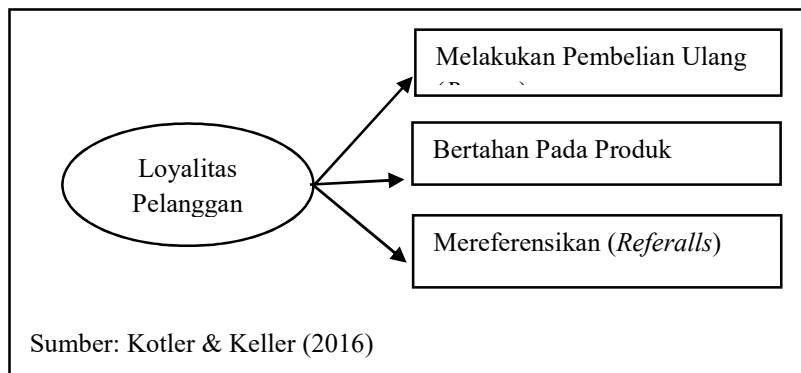 Melakukan Pembelian Ulang
Loyalitas
Pelanggan
Bertahan Pada Produk
Mereferensikan (Referalls)
Sumber: Kotler & Keller (2016)